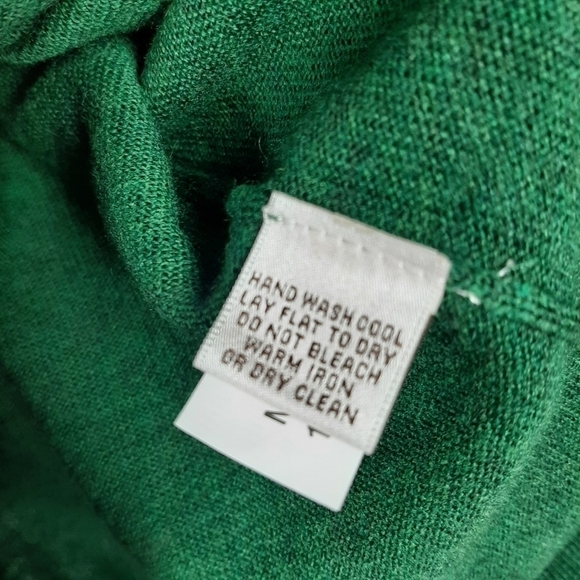 HAND WASH COOL
LAY FLAT TO DRY
DO NOT BLEACH
WARM IRON
OR DRY CLEAN